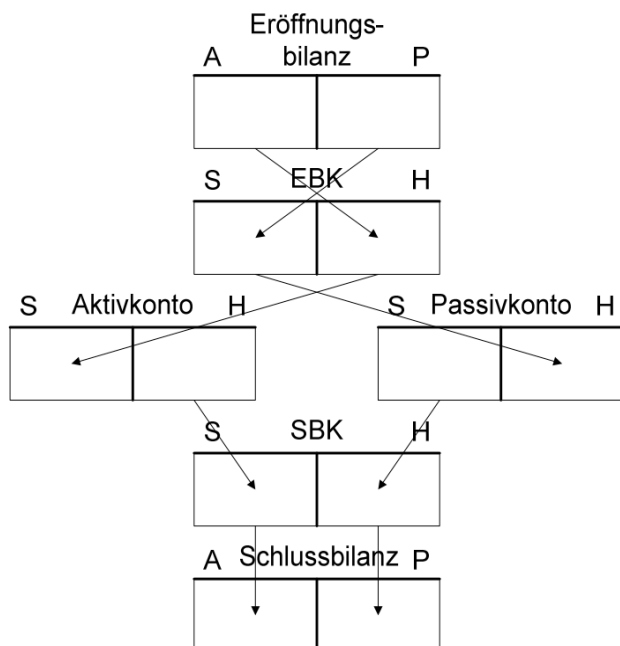 Eröffnungs-
A bilanz P
S EBK H
S Aktivkonto H S Passivkonto H
S SBK H
A Schlussbilanz P